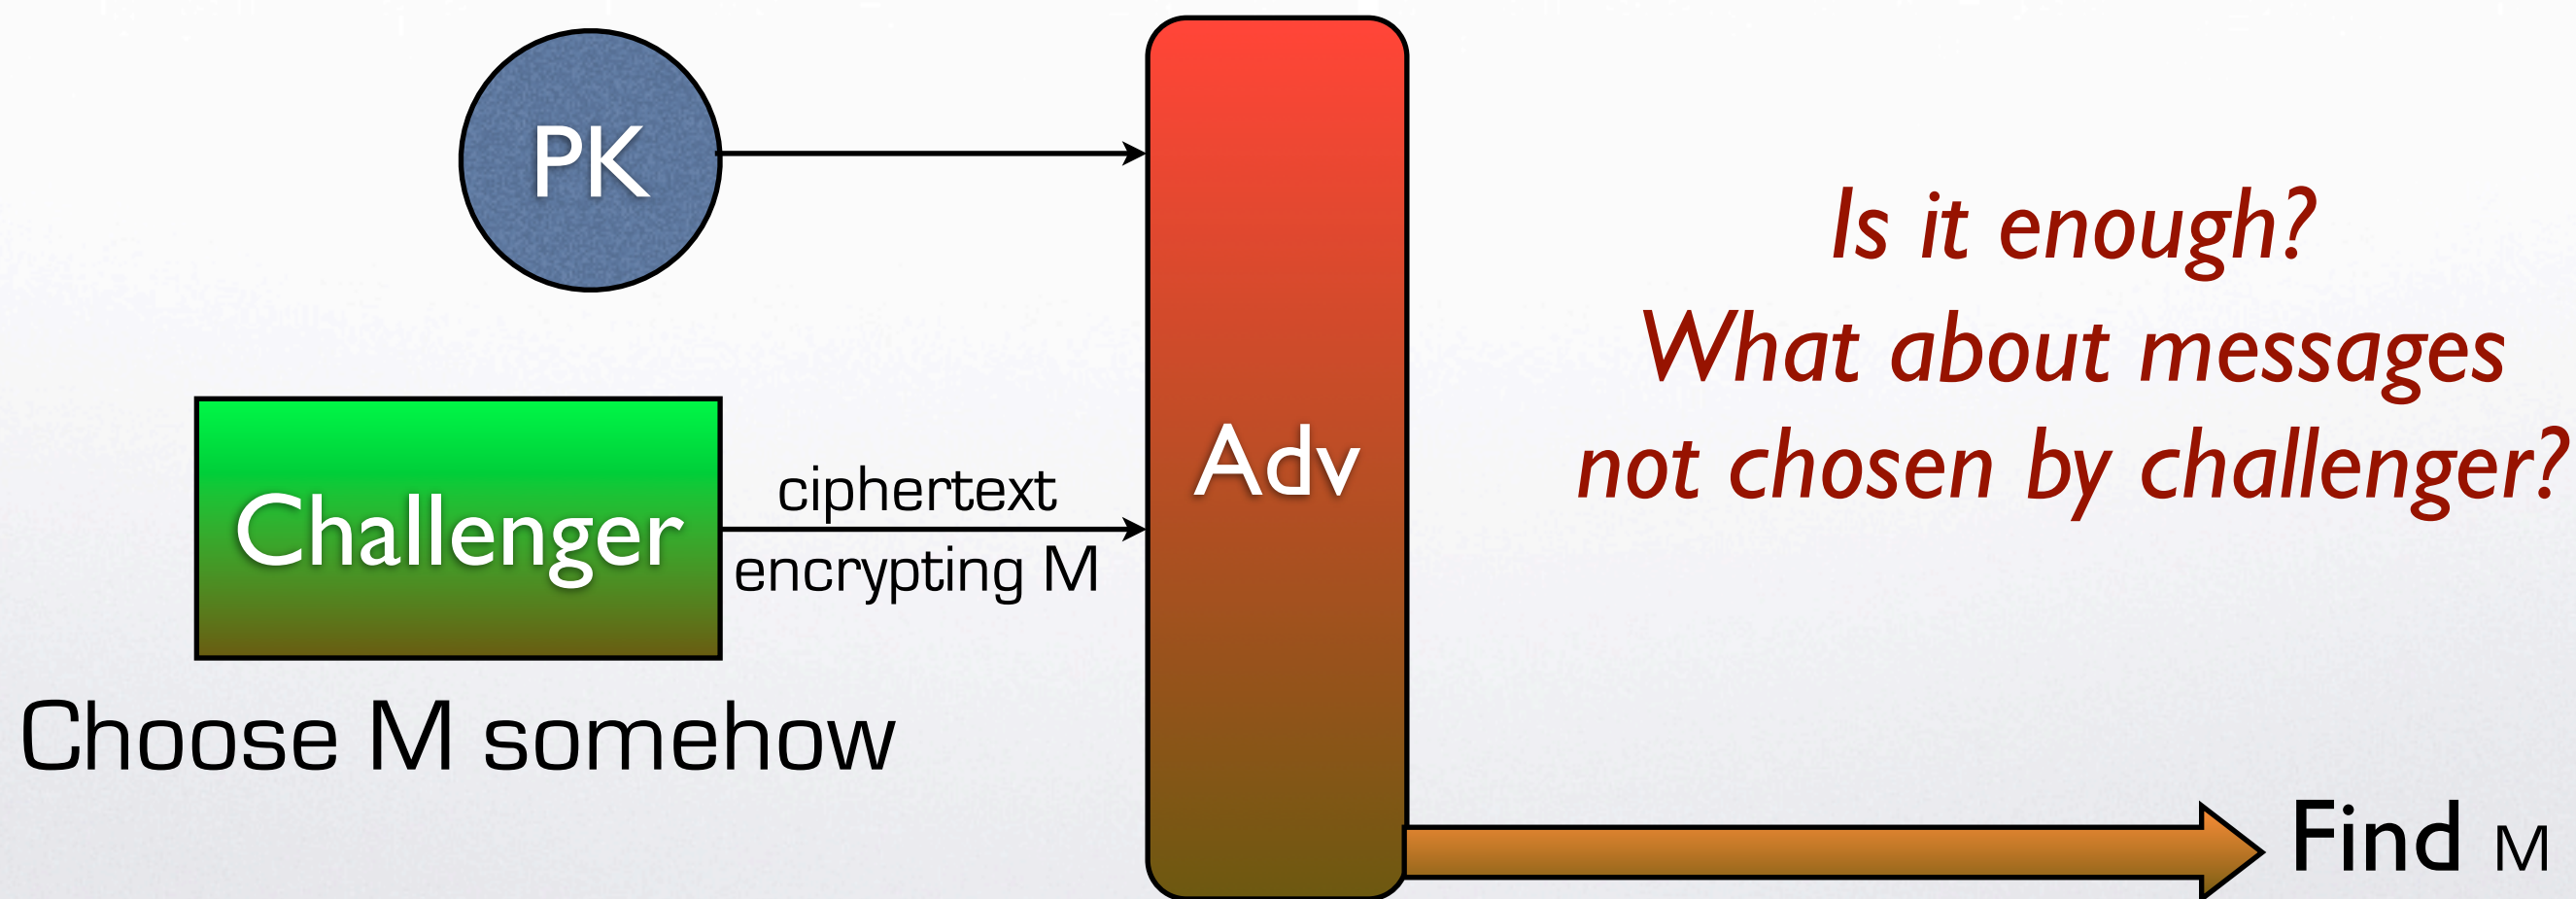 PK
Is it enough?
What about messages
not chosen by challenger?
Adv
Challenger
ciphertext
encrypting M
Choose M somehow
Find M